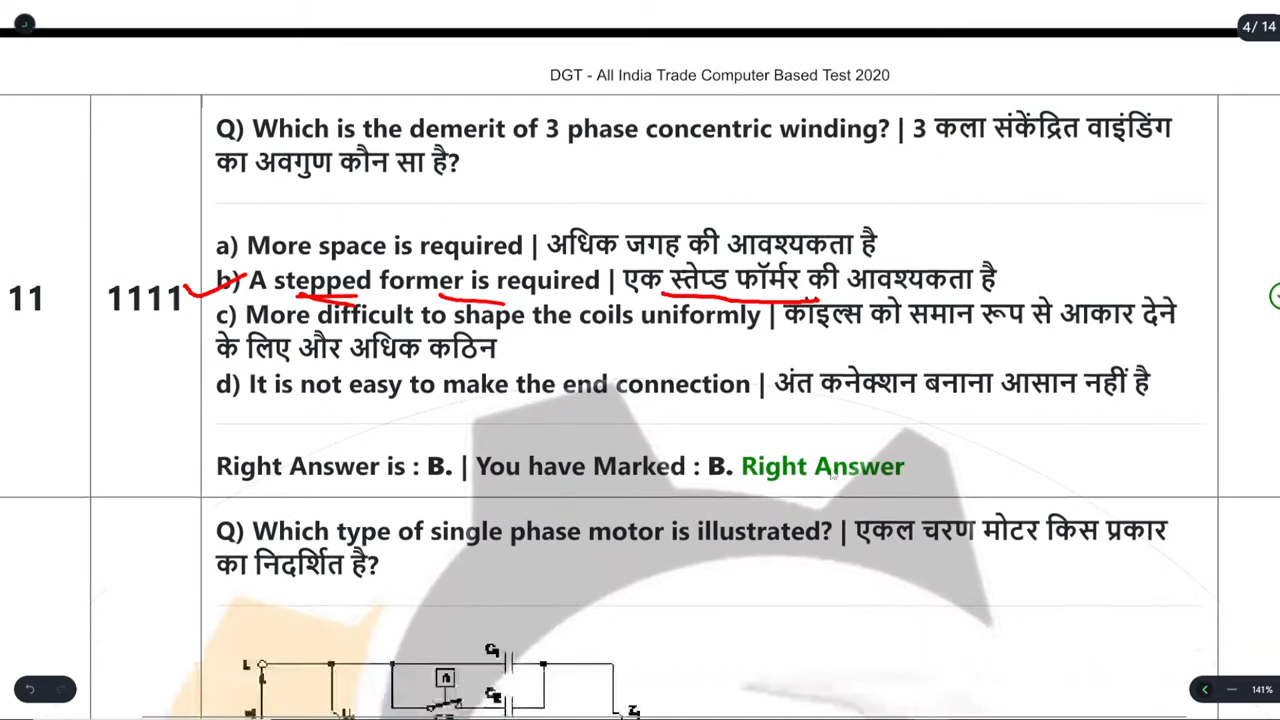 4/ 14
DGT - All India Trade Computer Based Test 2020
Q) Which is the demerit of 3 phase concentric winding? | 3 कला संकेंद्रित वाइंडिंग
का अवगुण कौन सा है?
a) More space is required | अधिक जगह की आवश्यकता है
b) A stepped former is required | एक स्तेप्ड फॉर्मर की आवश्यकता है
11
1111
c) More difficult to shape the coils uniformly | कॉइल्स को समान रूप से आकार देने
के लिए और अधिक कठिन
d) It is not easy to make the end connection | अंत कनेक्शन बनाना आसान नहीं है
Right Answer is : B. | You have Marked : B. Right Answer
Q) Which type of single phase motor is illustrated? | एकल चरण मोटर किस प्रकार
का निदर्शित है?
L
n
141%